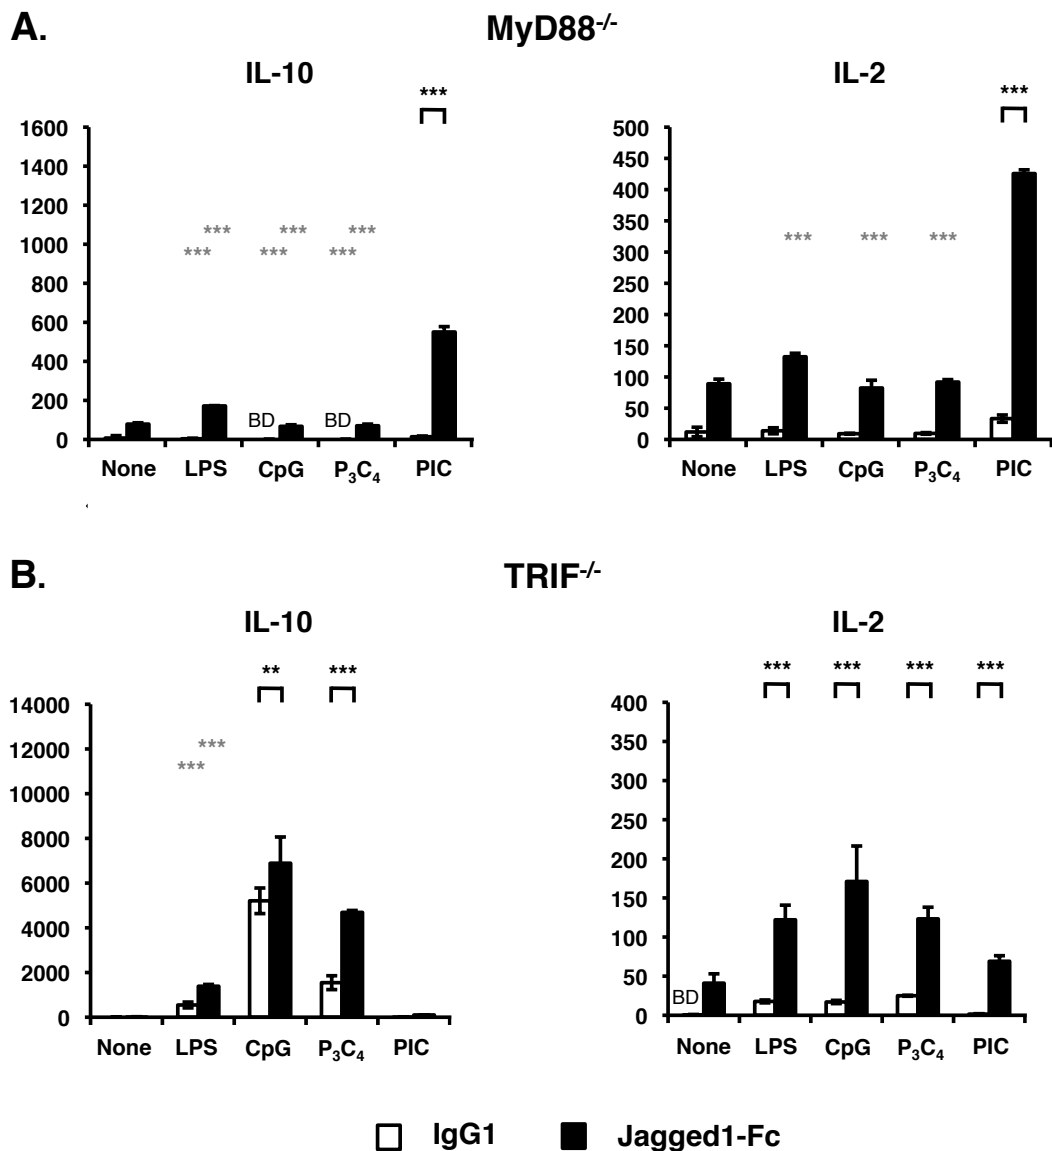 A.
MyD88-/-
IL-10
IL-2
***
***
1600
1400
1200
1000
800
600
400
200
0
*** *** ***
*** *** ***
BD BD
None LPS CpG P3C4 PIC
500
450
400
350
300
250
200
150
100
50
0
*** *** ***
None LPS CpG P3C4 PIC
B.
TRIF-/-
IL-10
IL-2
** ***
*** *** *** ***
14000
12000
10000
8000
6000
4000
2000
0
***
***
None LPS CpG P3C4 PIC
400
350
300
250
200
150
100
50
0
BD
None LPS CpG P3C4 PIC
IgG1 Jagged1-Fc